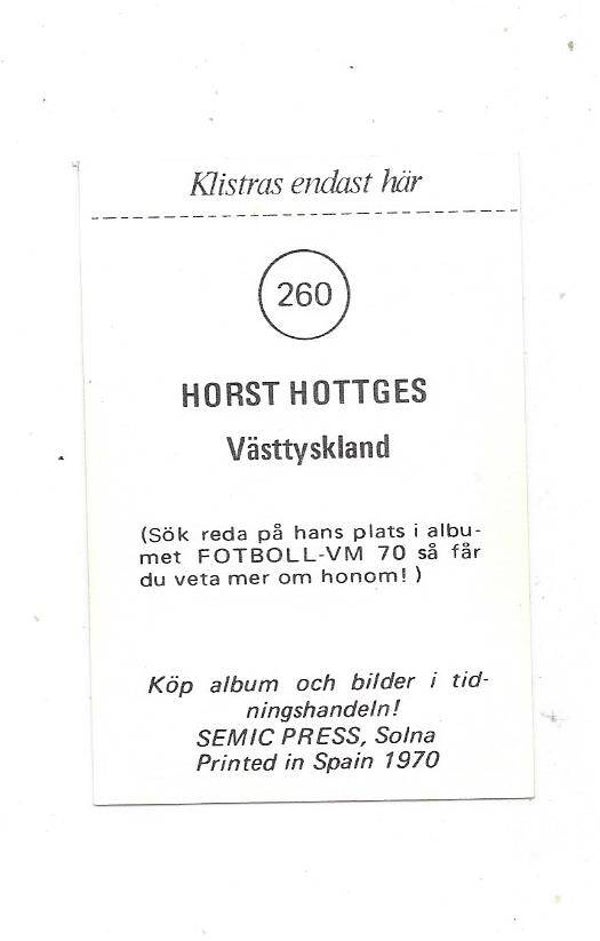 Klistras endast här
260
HORST HOTTGES
Västtyskland
(Sök reda på hans plats i albu-
met FOTBOLL-VM 70 så får
du veta mer om honom! )
Köp album och bilder i tid-
ningshandeln!
SEMIC PRESS, Solna
Printed in Spain 1970